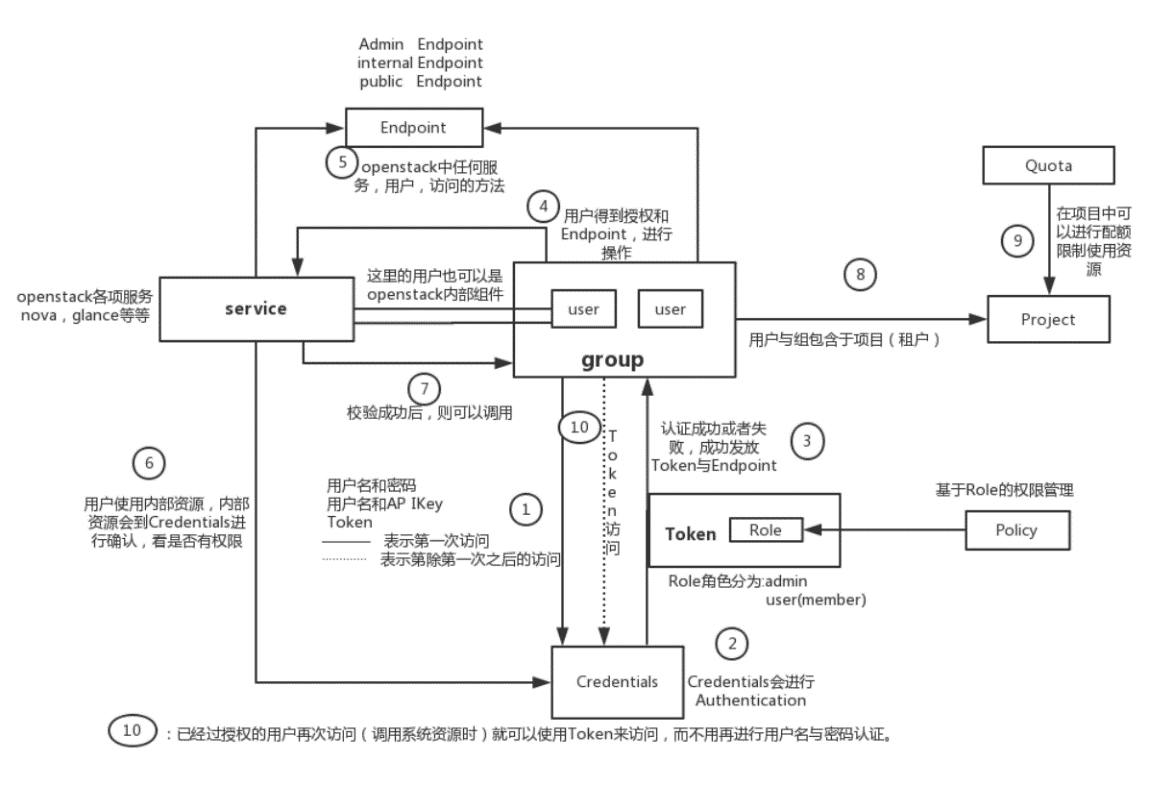 Admin Endpoint
internal Endpoint
public Endpoint
Endpoint
5
openstack中任何服
务，用户，访问的方法
4
用户得到授权和
Endpoint，进行
操作
Quota
9
在项目中可
以进行配额
限制使用资
源
8
Project
用户与组包含于项目（租户）
openstack各项服务
nova，glance等等
service
这里的用户也可以是
openstack内部组件
user
user
group
7
校验成功后，则可以调用
10
Token访问
认证成功或者失
败，成功发放
Token与Endpoint
3
6
用户使用内部资源，内部
资源会到Credentials进
行确认，看是否有权限
用户名和密码
用户名和AP IKey
Token
表示第一次访问
表示第除第一次之后的访问
1
Token
Role
基于Role的权限管理
Policy
Role角色分为:admin
user(member)
2
Credentials
Credentials会进行
Authentication
10
：已经过授权的用户再次访问（调用系统资源时）就可以使用Token来访问，而不用再进行用户名与密码认证。